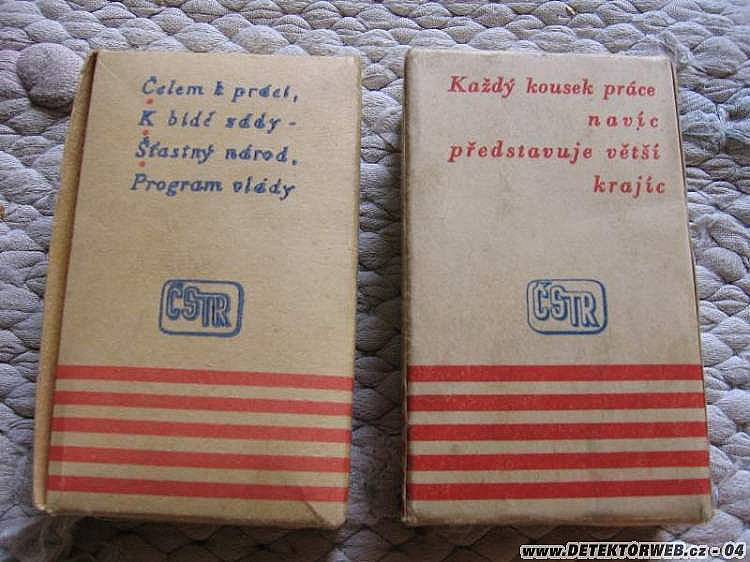 Čelem k práci,
K bídě zády -
Šťastný národ,
Program vlády
ČSTR
Každý kousek práce
navíc
představuje větší
krajíc
ČSTR
www.DETEKTORWEB.cz - 04